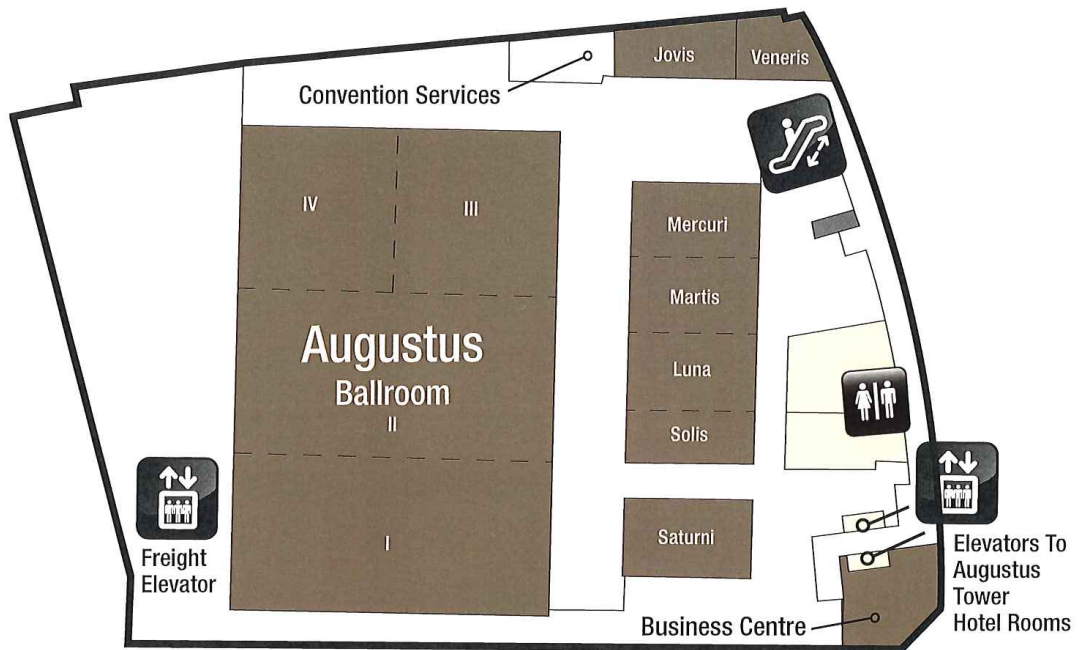 Jovis
Veneris
Convention Services
IV
III
Mercuri
Martis
Augustus
Ballroom
II
Luna
Solis
I
Saturni
Freight
Elevator
Elevators To
Augustus
Tower
Hotel Rooms
Business Centre